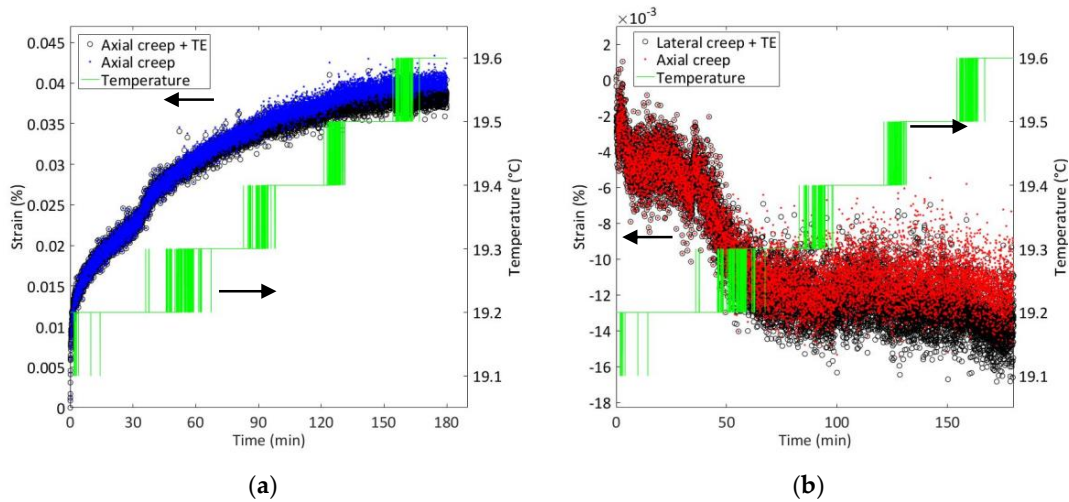 0.045
0.04
0.035
0.03
0.025
0.02
0.015
0.01
0.005
0
Strain (%)
Axial creep + TE
Axial creep
Temperature
19.6
19.5
19.4
19.3
19.2
19.1
Temperature (°C)
0 30 60 90 120 150 180
Time (min)
(a)
×10⁻³
2
0
-2
-4
-6
-8
-10
-12
-14
-16
-18
Strain (%)
Lateral creep + TE
Axial creep
Temperature
19.6
19.5
19.4
19.3
19.2
19.1
Temperature (°C)
0 50 100 150
Time (min)
(b)